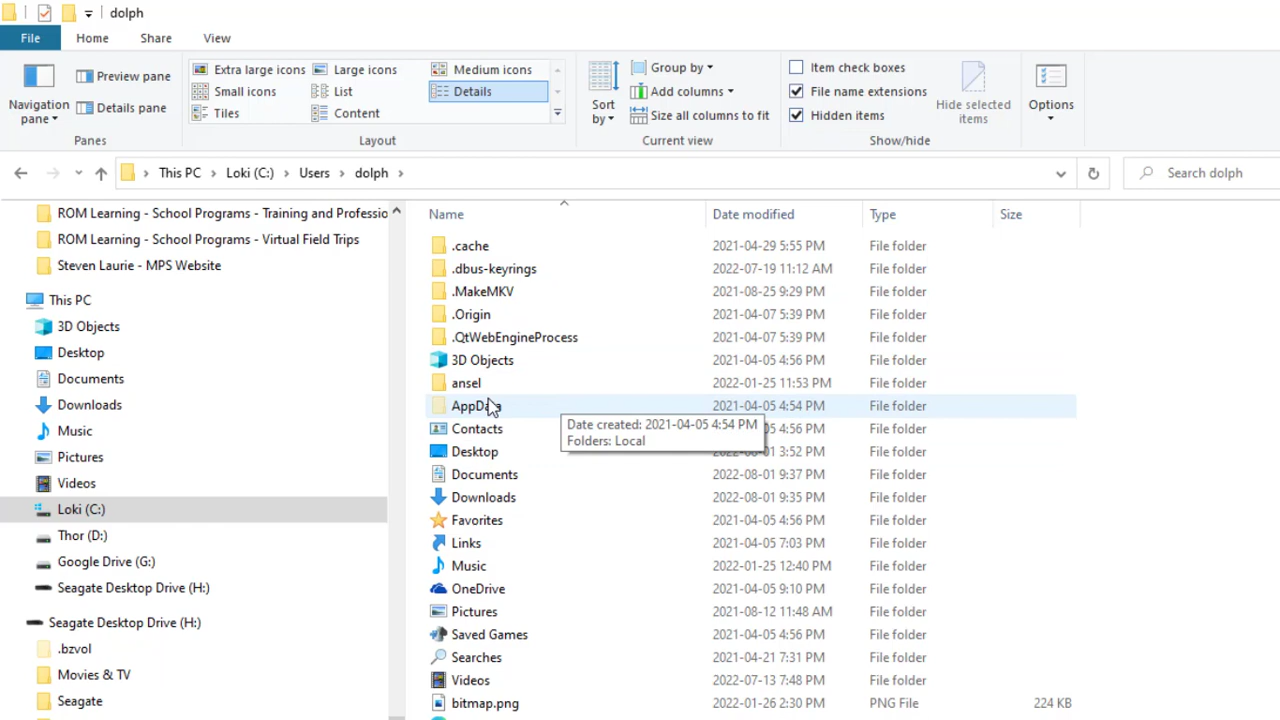 dolph
File Home Share View
Navigation pane
Preview pane
Details pane
Panes
Extra large icons Large icons Medium icons
Small icons List Details
Tiles Content
Layout
Sort by
Group by
Add columns
Size all columns to fit
Current view
Item check boxes
File name extensions
Hidden items
Hide selected items
Show/hide
Options
This PC > Loki (C:) > Users > dolph >
Search dolph
ROM Learning - School Programs - Training and Professio
ROM Learning - School Programs - Virtual Field Trips
Steven Laurie - MPS Website
This PC
3D Objects
Desktop
Documents
Downloads
Music
Pictures
Videos
Loki (C:)
Thor (D:)
Google Drive (G:)
Seagate Desktop Drive (H:)
Seagate Desktop Drive (H:)
.bzvol
Movies & TV
Seagate
Name Date modified Type Size
.cache 2021-04-29 5:55 PM File folder
.dbus-keyrings 2022-07-19 11:12 AM File folder
.MakeMKV 2021-08-25 9:29 PM File folder
.Origin 2021-04-07 5:39 PM File folder
.QtWebEngineProcess 2021-04-07 5:39 PM File folder
3D Objects 2021-04-05 4:56 PM File folder
ansel 2022-01-25 11:53 PM File folder
AppData 2021-04-05 4:54 PM File folder
Date created: 2021-04-05 4:54 PM
Folders: Local
Contacts 4:56 PM File folder
Desktop 3:52 PM File folder
Documents 2022-08-01 9:37 PM File folder
Downloads 2022-08-01 9:35 PM File folder
Favorites 2021-04-05 4:56 PM File folder
Links 2021-04-05 7:03 PM File folder
Music 2022-01-25 12:40 PM File folder
OneDrive 2021-04-05 9:10 PM File folder
Pictures 2021-08-12 11:48 AM File folder
Saved Games 2021-04-05 4:56 PM File folder
Searches 2021-04-21 7:31 PM File folder
Videos 2022-07-13 7:48 PM File folder
bitmap.png 2022-01-26 2:30 PM PNG File 224 KB